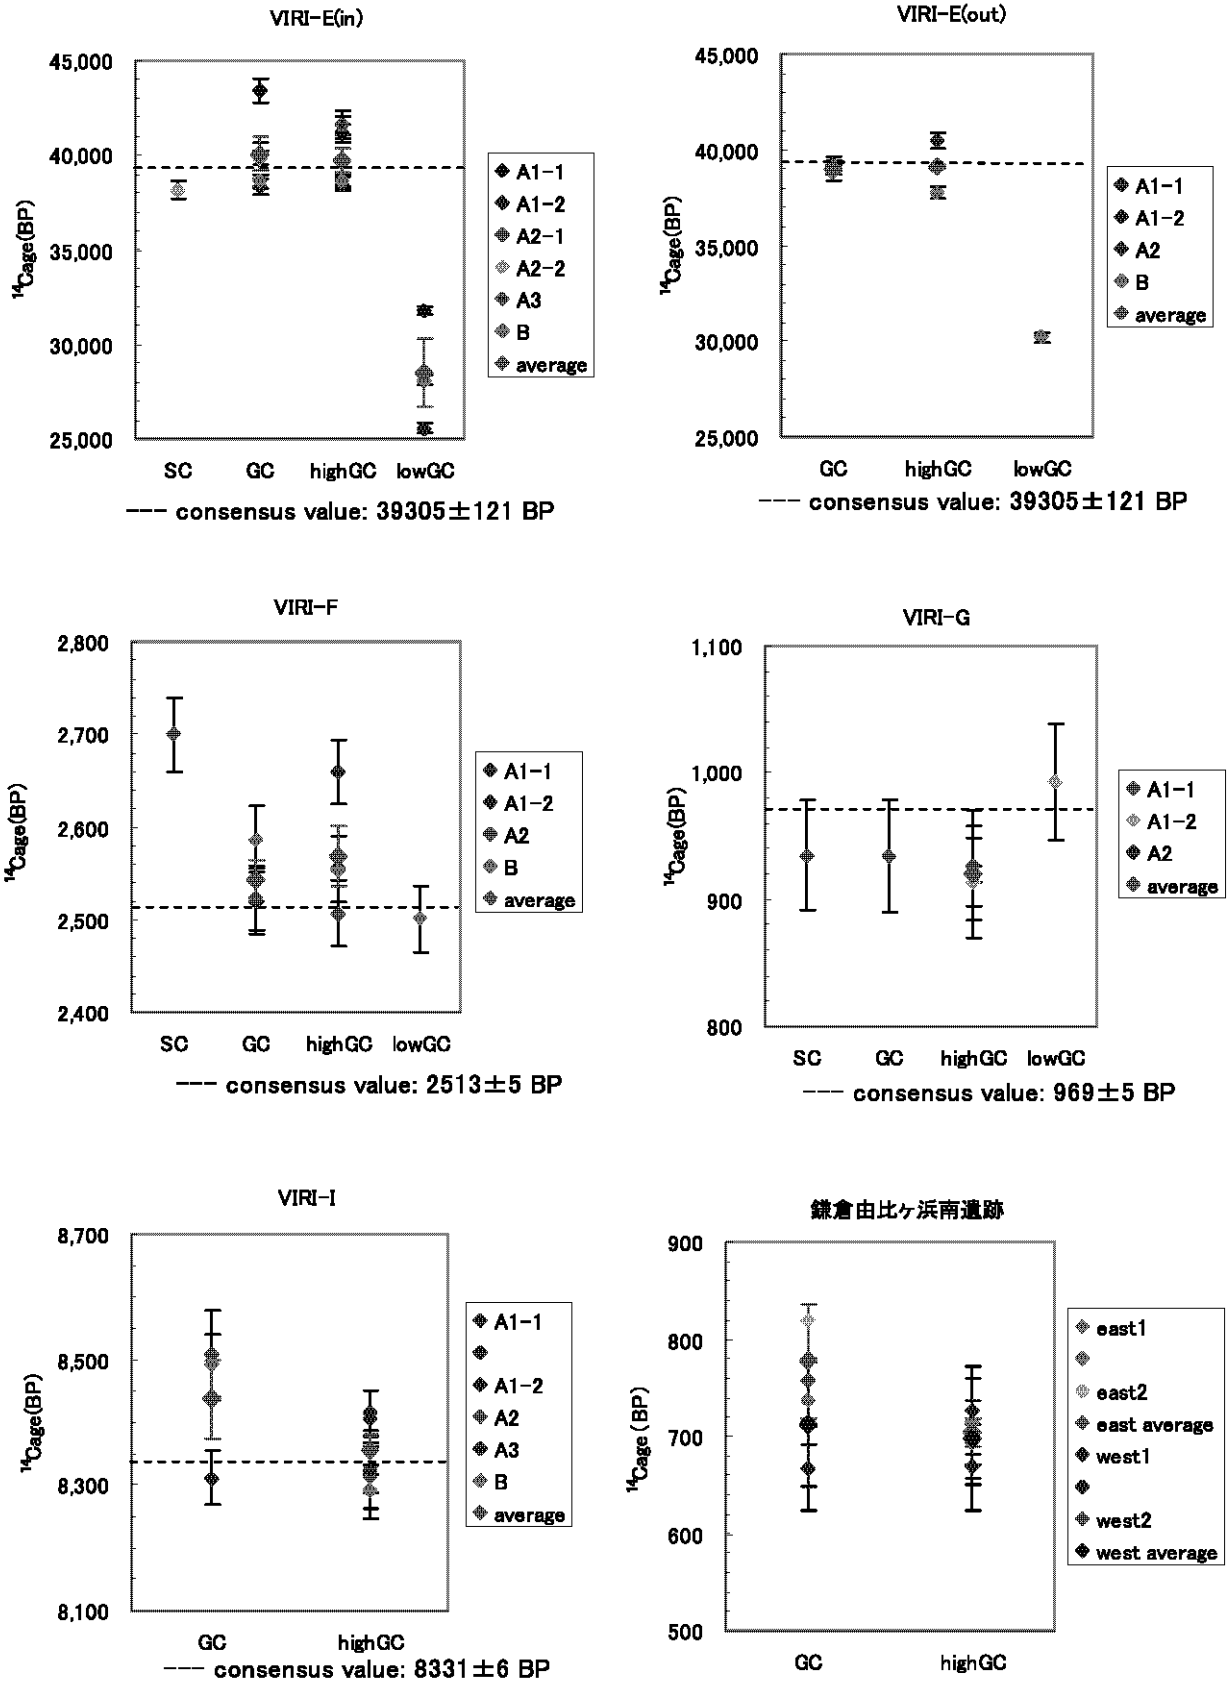 VIRI-E(in)
45,000
40,000
35,000
30,000
25,000
14Cage(BP)
SC GC highGC lowGC
A1-1
A1-2
A2-1
A2-2
A3
B
average
--- consensus value: 39305±121 BP
VIRI-E(out)
45,000
40,000
35,000
30,000
25,000
14Cage(BP)
GC highGC lowGC
A1-1
A1-2
A2
B
average
--- consensus value: 39305±121 BP
VIRI-F
2,800
2,700
2,600
2,500
2,400
14Cage(BP)
SC GC highGC lowGC
A1-1
A1-2
A2
B
average
--- consensus value: 2513±5 BP
VIRI-G
1,100
1,000
900
800
14Cage(BP)
SC GC highGC lowGC
A1-1
A1-2
A2
average
--- consensus value: 969±5 BP
VIRI-I
8,700
8,500
8,300
8,100
14Cage(BP)
GC highGC
A1-1
A1-2
A2
A3
B
average
--- consensus value: 8331±6 BP
鎌倉由比ヶ浜南遺跡
900
800
700
600
500
14Cage(BP)
GC highGC
east1
east2
east average
west1
west2
west average